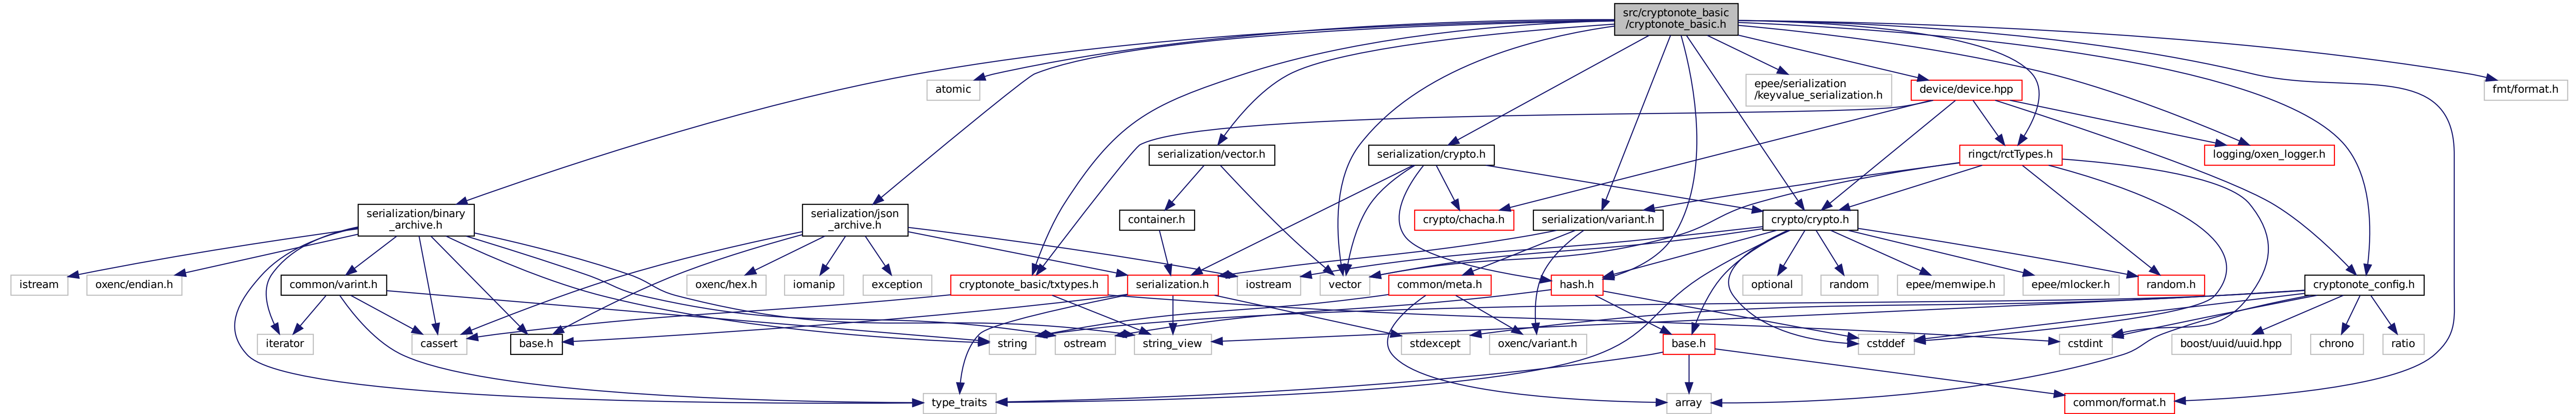 src/cryptonote_basic
/cryptonote_basic.h
atomic
epee/serialization
/keyvalue_serialization.h
device/device.hpp
fmt/format.h
serialization/vector.h
serialization/crypto.h
ringct/rctTypes.h
logging/oxen_logger.h
serialization/binary
_archive.h
serialization/json
_archive.h
container.h
crypto/chacha.h
serialization/variant.h
crypto/crypto.h
istream
oxenc/endian.h
common/varint.h
oxenc/hex.h
iomanip
exception
cryptonote_basic/txtypes.h
serialization.h
iostream
vector
common/meta.h
hash.h
optional
random
epee/memwipe.h
epee/mlocker.h
random.h
cryptonote_config.h
iterator
cassert
base.h
string
ostream
string_view
stdexcept
oxenc/variant.h
base.h
cstddef
cstdint
boost/uuid/uuid.hpp
chrono
ratio
type_traits
array
common/format.h